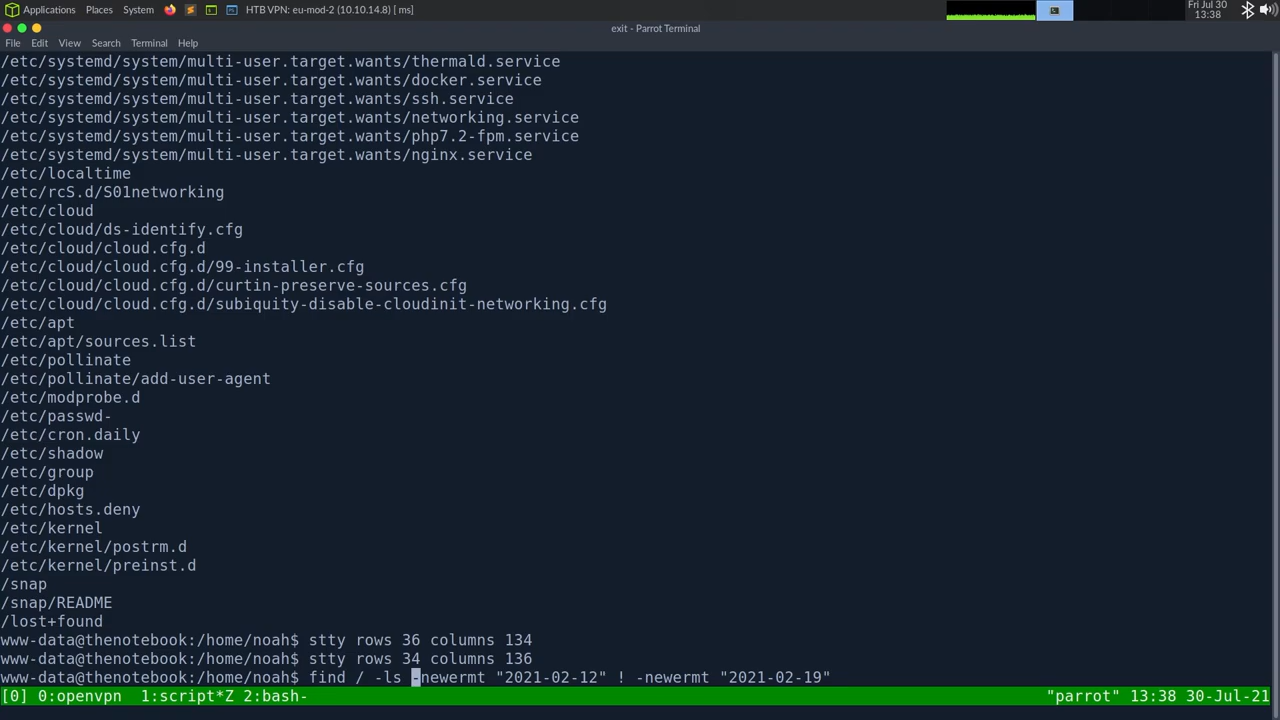 Applications Places System HTB VPN: eu-mod-2 (10.10.14.8) [ ms]
Fri Jul 30
13:38
exit - Parrot Terminal
File Edit View Search Terminal Help
/etc/systemd/system/multi-user.target.wants/thermald.service
/etc/systemd/system/multi-user.target.wants/docker.service
/etc/systemd/system/multi-user.target.wants/ssh.service
/etc/systemd/system/multi-user.target.wants/networking.service
/etc/systemd/system/multi-user.target.wants/php7.2-fpm.service
/etc/systemd/system/multi-user.target.wants/nginx.service
/etc/localtime
/etc/rcS.d/S01networking
/etc/cloud
/etc/cloud/ds-identify.cfg
/etc/cloud/cloud.cfg.d
/etc/cloud/cloud.cfg.d/99-installer.cfg
/etc/cloud/cloud.cfg.d/curtin-preserve-sources.cfg
/etc/cloud/cloud.cfg.d/subiquity-disable-cloudinit-networking.cfg
/etc/apt
/etc/apt/sources.list
/etc/pollinate
/etc/pollinate/add-user-agent
/etc/modprobe.d
/etc/passwd-
/etc/cron.daily
/etc/shadow
/etc/group
/etc/dpkg
/etc/hosts.deny
/etc/kernel
/etc/kernel/postrm.d
/etc/kernel/preinst.d
/snap
/snap/README
/lost+found
www-data@thenotebook:/home/noah$ stty rows 36 columns 134
www-data@thenotebook:/home/noah$ stty rows 34 columns 136
www-data@thenotebook:/home/noah$ find / -ls -newermt "2021-02-12" ! -newermt "2021-02-19"
[0] 0:openvpn 1:script*Z 2:bash- "parrot" 13:38 30-Jul-21